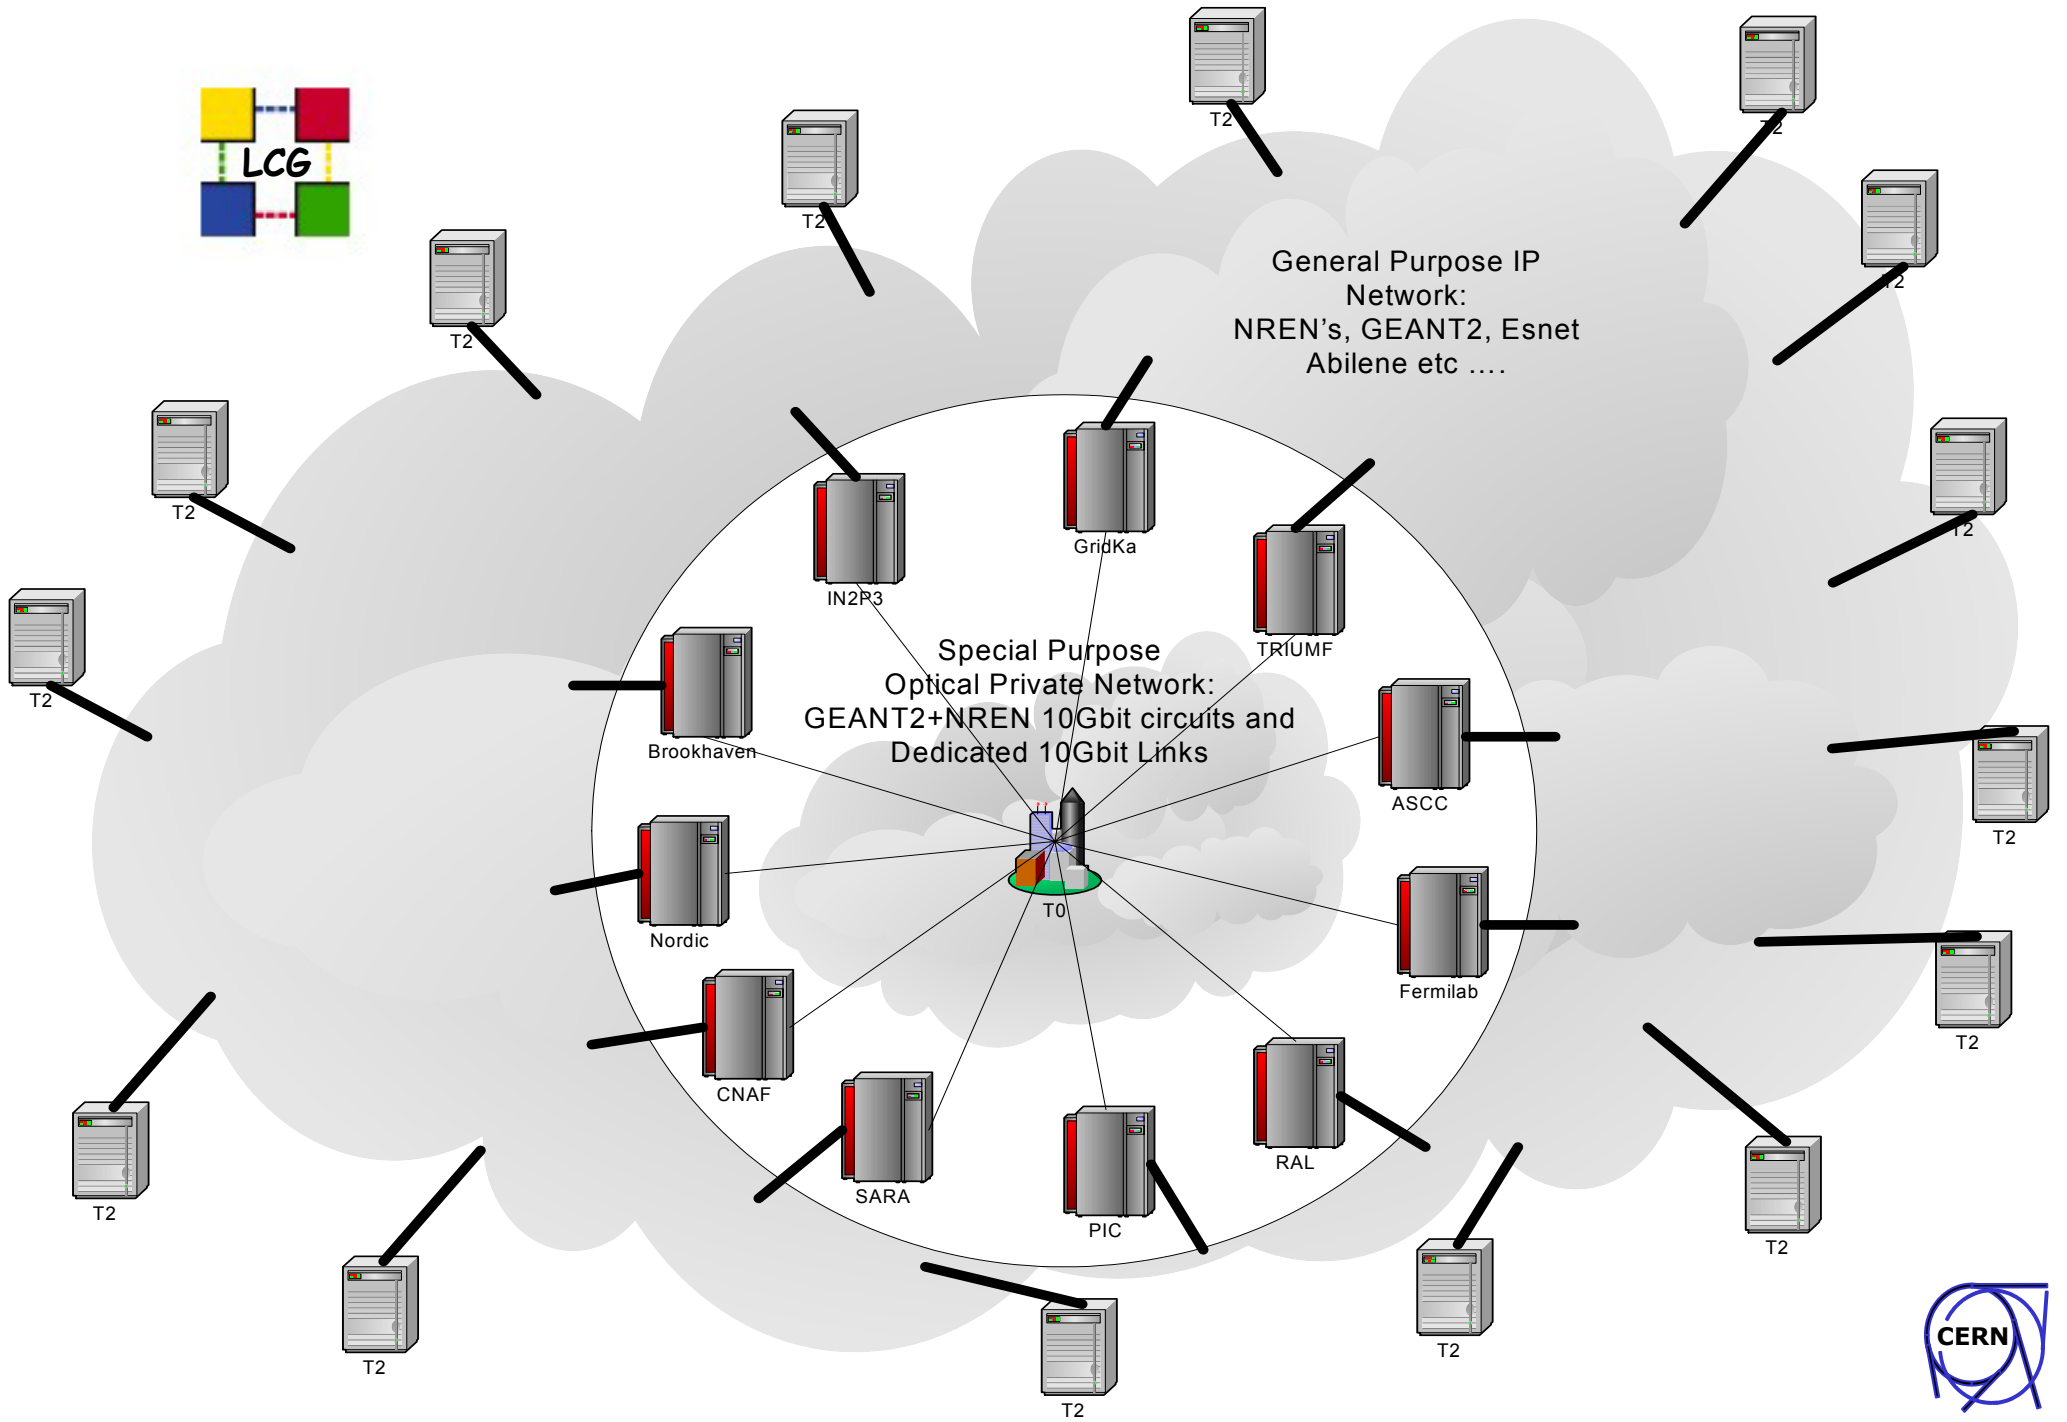 T2
T2
LCG
T2
T2
T2
General Purpose IP
Network:
NREN's, GEANT2, Esnet
Abilene etc ....
T2
T2
T2
GridKa
IN2P3
TRIUMF
Special Purpose
Optical Private Network:
GEANT2+NREN 10Gbit circuits and
Dedicated 10Gbit Links
T2
Brookhaven
ASCC
T2
T0
Nordic
Fermilab
T2
CNAF
RAL
SARA
PIC
T2
T2
T2
T2
CERN
T2
T2